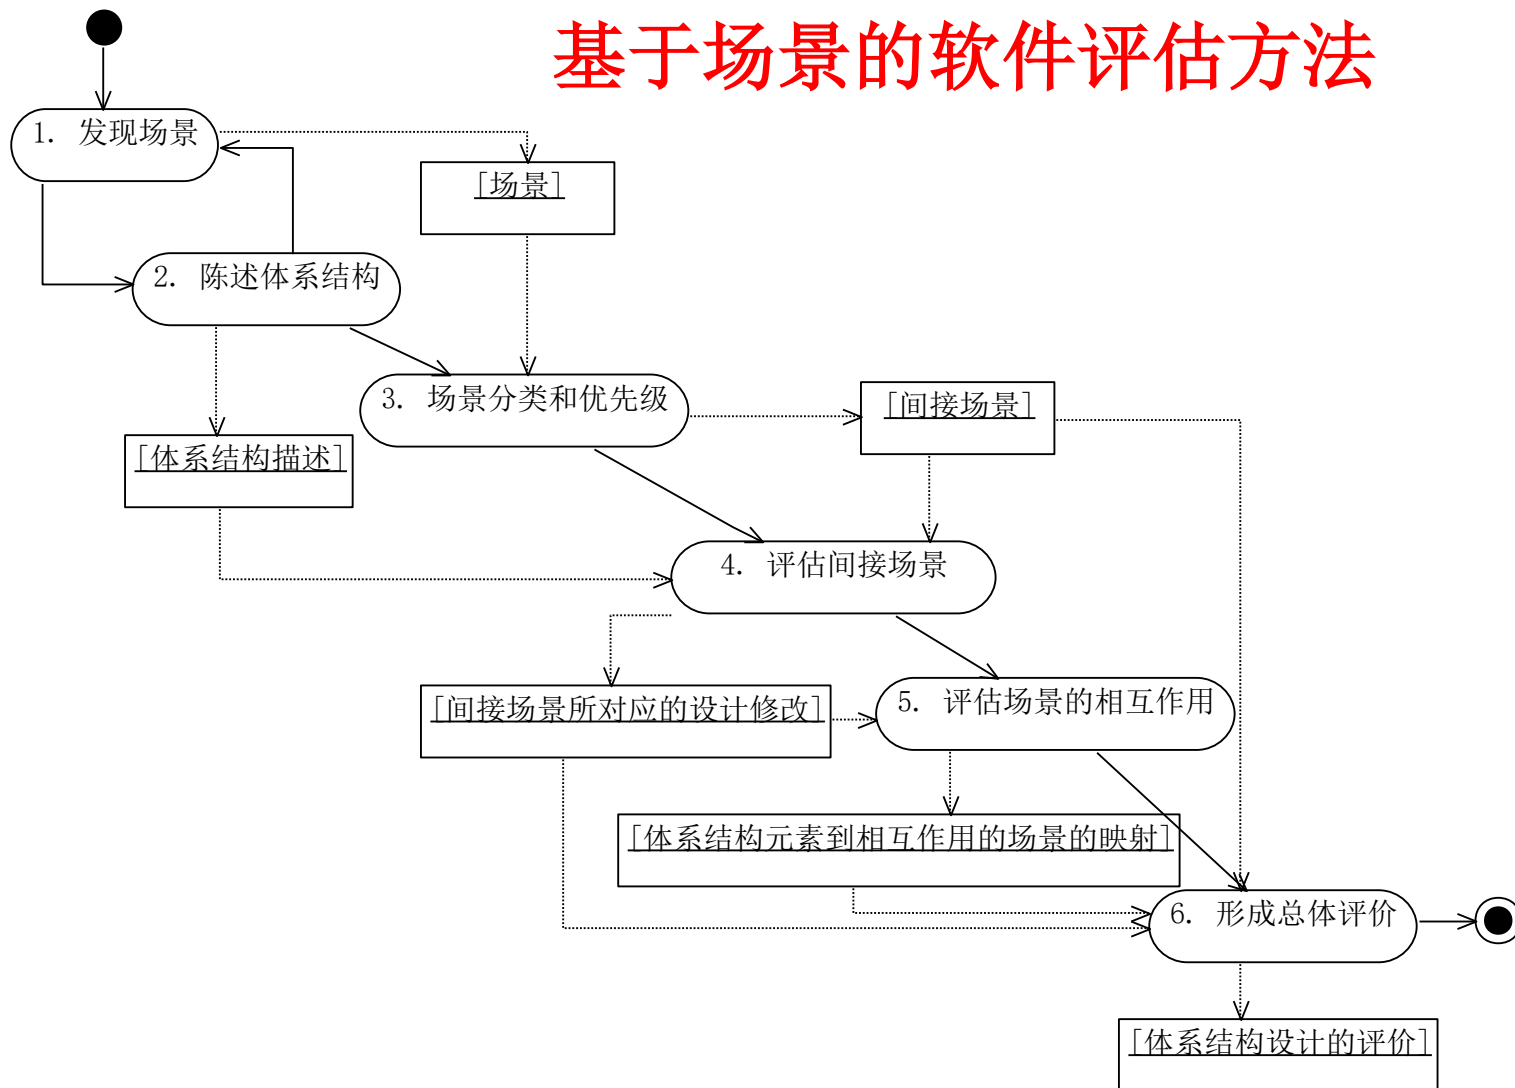 基于场景的软件评估方法
1. 发现场景
[场景]
2. 陈述体系结构
3. 场景分类和优先级
[间接场景]
[体系结构描述]
4. 评估间接场景
[间接场景所对应的设计修改]
5. 评估场景的相互作用
[体系结构元素到相互作用的场景的映射]
6. 形成总体评价
[体系结构设计的评价]